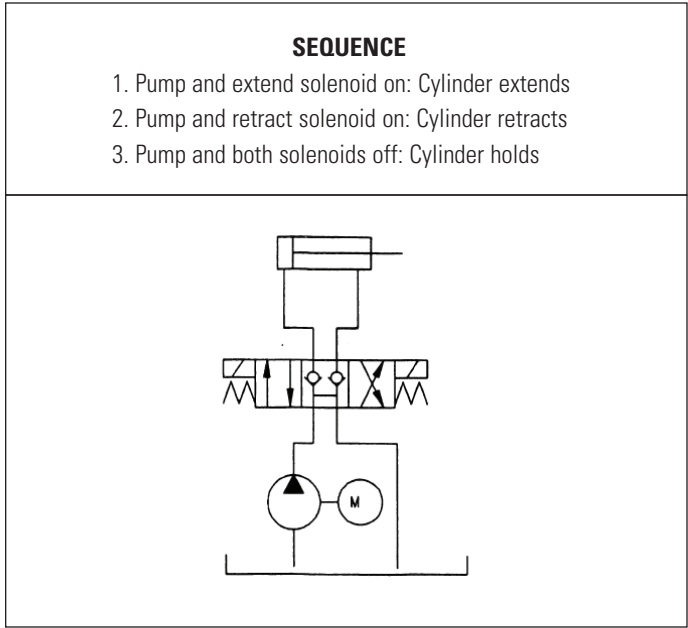 SEQUENCE
1. Pump and extend solenoid on: Cylinder extends
2. Pump and retract solenoid on: Cylinder retracts
3. Pump and both solenoids off: Cylinder holds
M